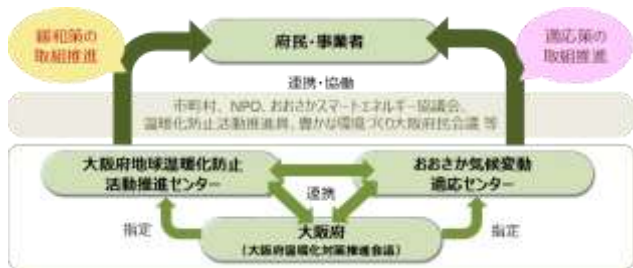 緩和策の
取組推進
府民・事業者
適応策の
取組推進
連携・協働
市町村、NPO、おおさかスマートエネルギー協議会、
温暖化防止活動推進員、豊かな環境づくり大阪府民会議 等
大阪府地球温暖化防止
活動推進センター
おおさか気候変動
適応センター
連携
指定
大阪府
(大阪府温暖化対策推進会議)
指定